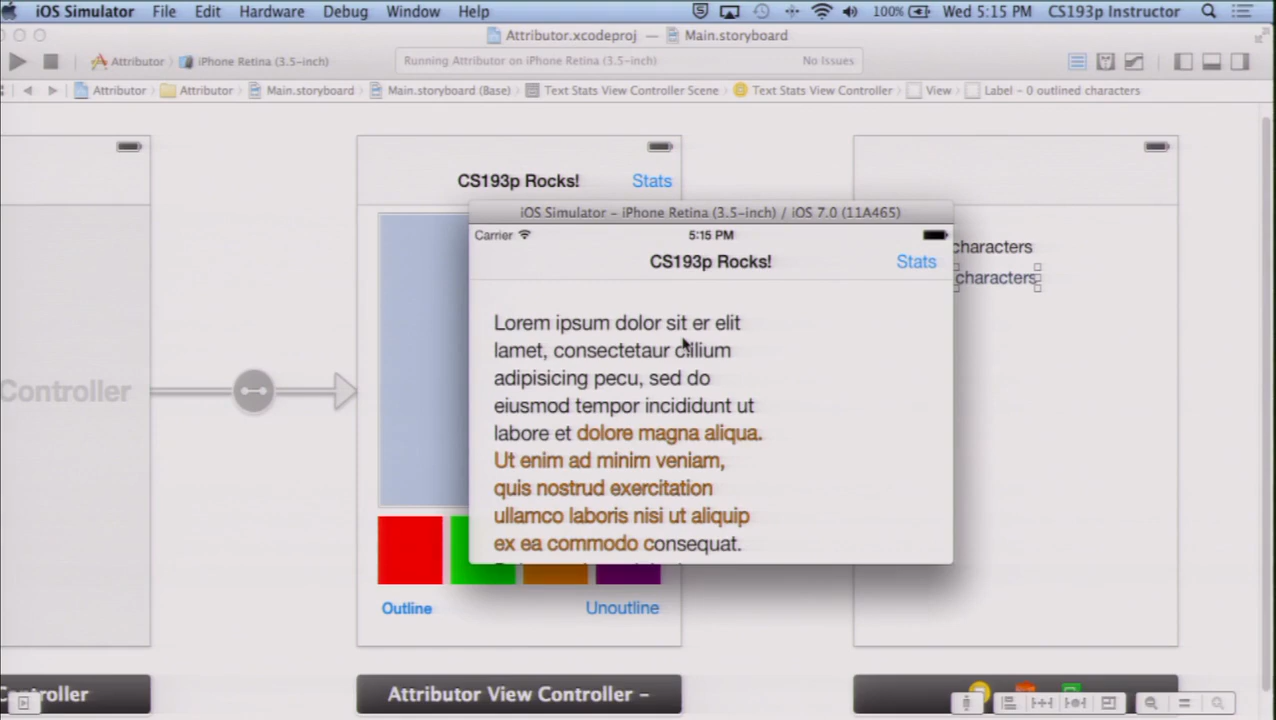 iOS Simulator File Edit Hardware Debug Window Help 100% Wed 5:15 PM CS193p Instructor
Attributor.xcodeproj — Main.storyboard
Attributor iPhone Retina (3.5-inch) Running Attributor on iPhone Retina (3.5-inch) No Issues
Attributor Attributor Main.storyboard Main.storyboard (Base) Text Stats View Controller Scene Text Stats View Controller View Label - 0 outlined characters
CS193p Rocks! Stats
iOS Simulator - iPhone Retina (3.5-inch) / iOS 7.0 (11A465)
Carrier 5:15 PM
CS193p Rocks! Stats
characters
characters
Lorem ipsum dolor sit er elit
lamet, consectetaur cillium
adipisicing pecu, sed do
eiusmod tempor incididunt ut
labore et dolore magna aliqua.
Ut enim ad minim veniam,
quis nostrud exercitation
ullamco laboris nisi ut aliquip
ex ea commodo consequat.
Controller
Outline Unoutline
Controller
Attributor View Controller –